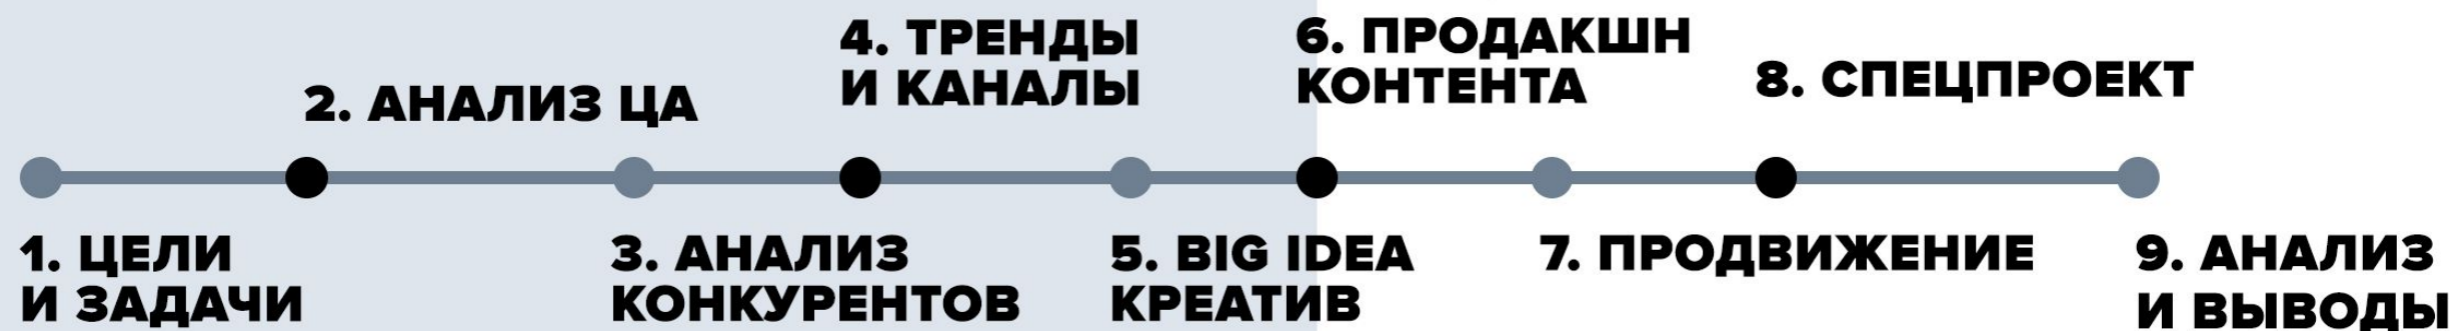 1. ЦЕЛИ
И ЗАДАЧИ
2. АНАЛИЗ ЦА
3. АНАЛИЗ
КОНКУРЕНТОВ
4. ТРЕНДЫ
И КАНАЛЫ
5. BIG IDEA
КРЕАТИВ
6. ПРОДАКШН
КОНТЕНТА
7. ПРОДВИЖЕНИЕ
8. СПЕЦПРОЕКТ
9. АНАЛИЗ
И ВЫВОДЫ